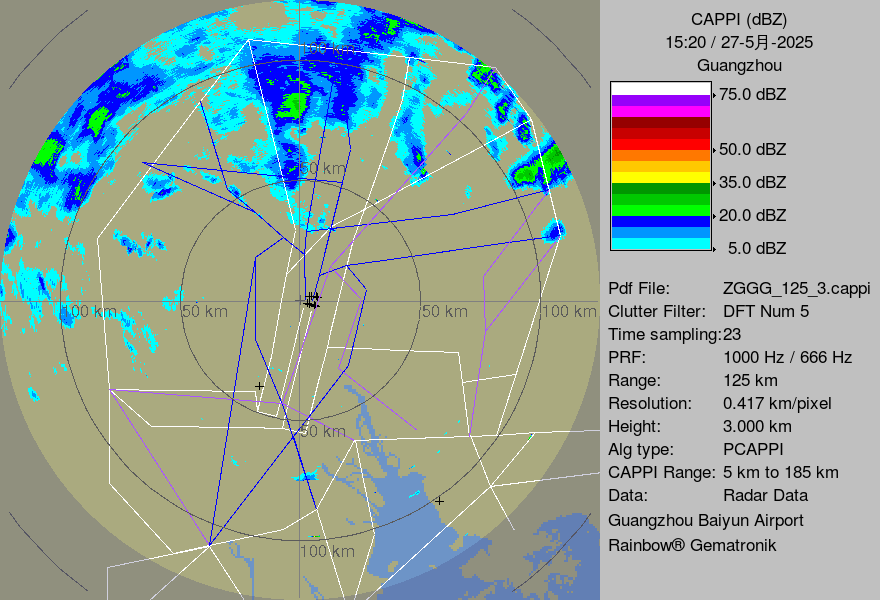 CAPPI (dBZ)
15:20 / 27-5月-2025
Guangzhou
75.0 dBZ
50.0 dBZ
35.0 dBZ
20.0 dBZ
5.0 dBZ
Pdf File: ZGGG_125_3.cappi
Clutter Filter: DFT Num 5
Time sampling:23
PRF: 1000 Hz / 666 Hz
Range: 125 km
Resolution: 0.417 km/pixel
Height: 3.000 km
Alg type: PCAPPI
CAPPI Range: 5 km to 185 km
Data: Radar Data
Guangzhou Baiyun Airport
Rainbow® Gematronik
100 km
50 km
100 km
50 km
50 km
100 km
50 km
100 km